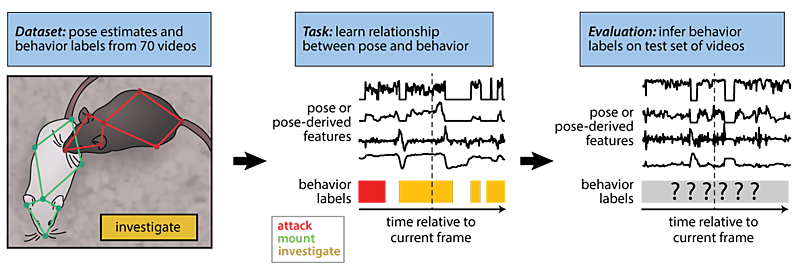 Dataset: pose estimates and
behavior labels from 70 videos
investigate
Task: learn relationship
between pose and behavior
pose or
pose-derived
features
behavior
labels
time relative to
current frame
attack
mount
investigate
Evaluation: infer behavior
labels on test set of videos
pose or
pose-derived
features
behavior
labels
? ? ? ? ? ?
time relative to
current frame